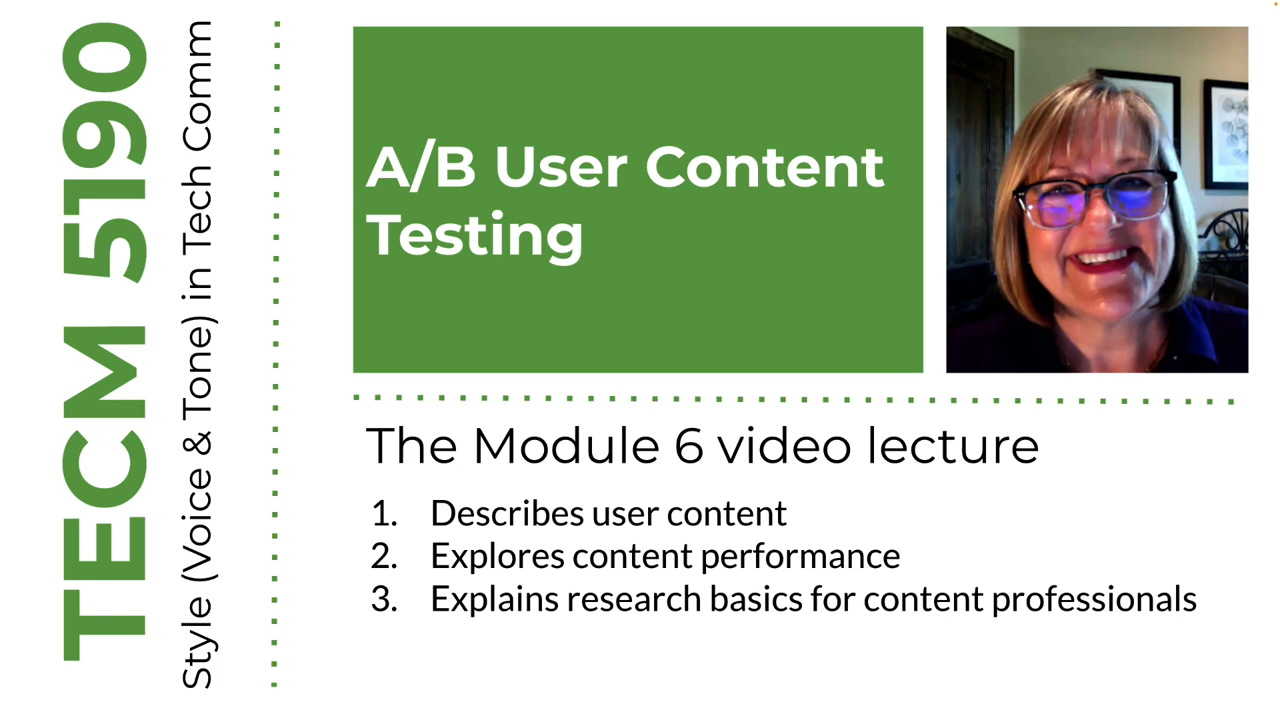 TECM 5190
Style (Voice & Tone) in Tech Comm
A/B User Content
Testing
The Module 6 video lecture
1. Describes user content
2. Explores content performance
3. Explains research basics for content professionals